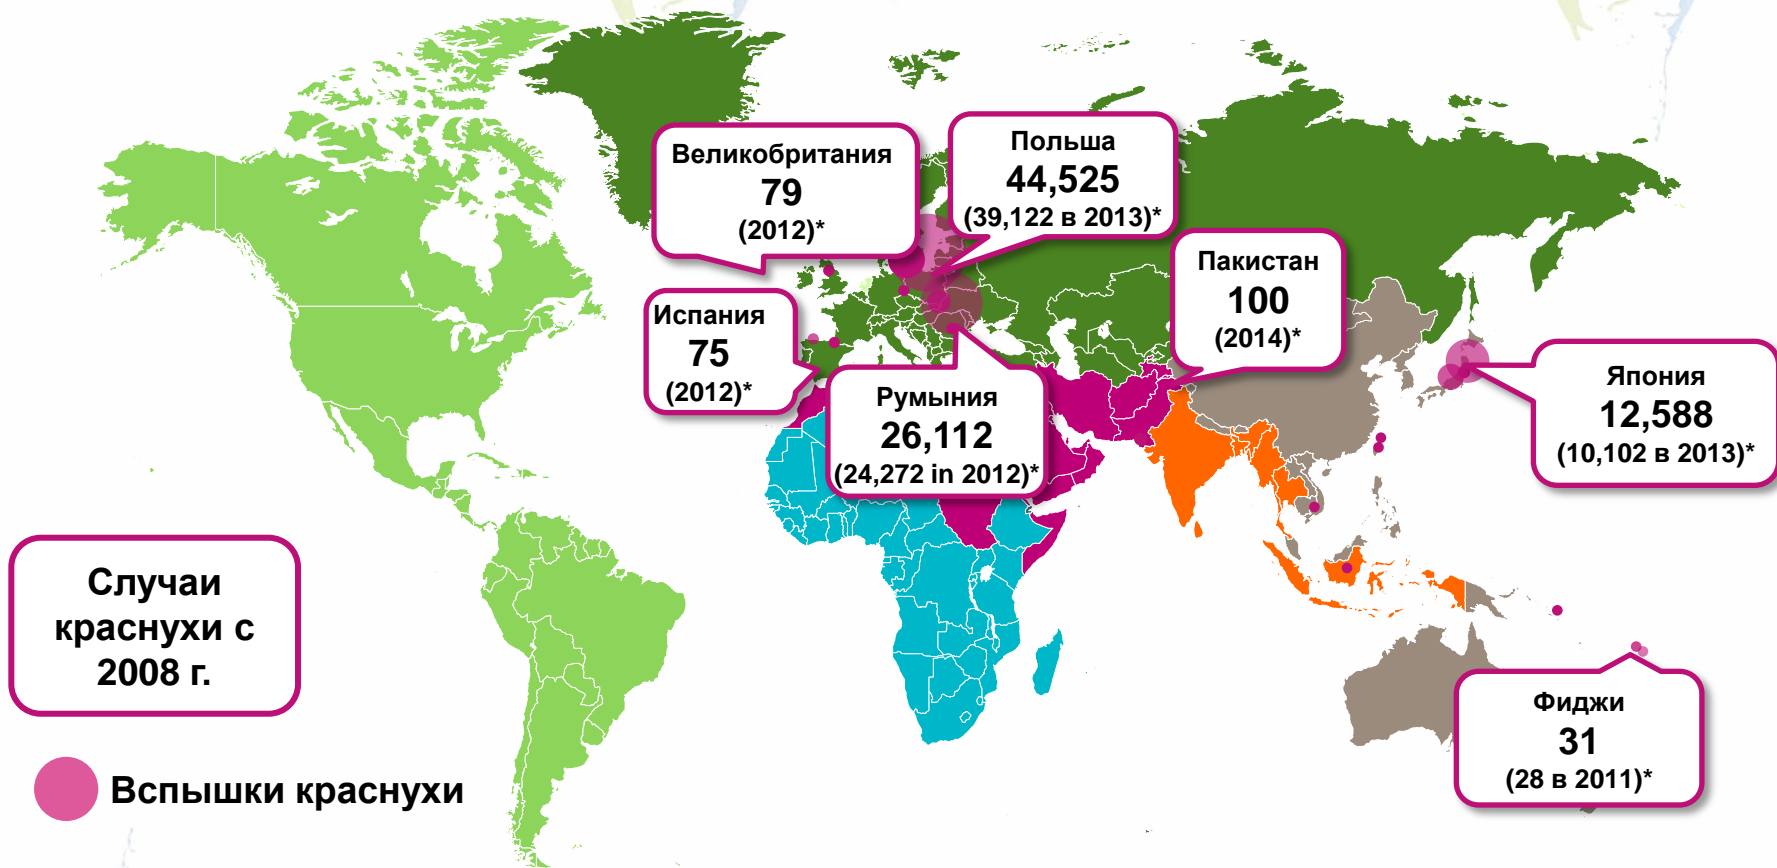 Великобритания
79
(2012)*
Польша
44,525
(39,122 в 2013)*
Пакистан
100
(2014)*
Испания
75
(2012)*
Румыния
26,112
(24,272 in 2012)*
Япония
12,588
(10,102 в 2013)*
Случаи
краснухи с
2008 г.
Фиджи
31
(28 в 2011)*
Вспышки краснухи